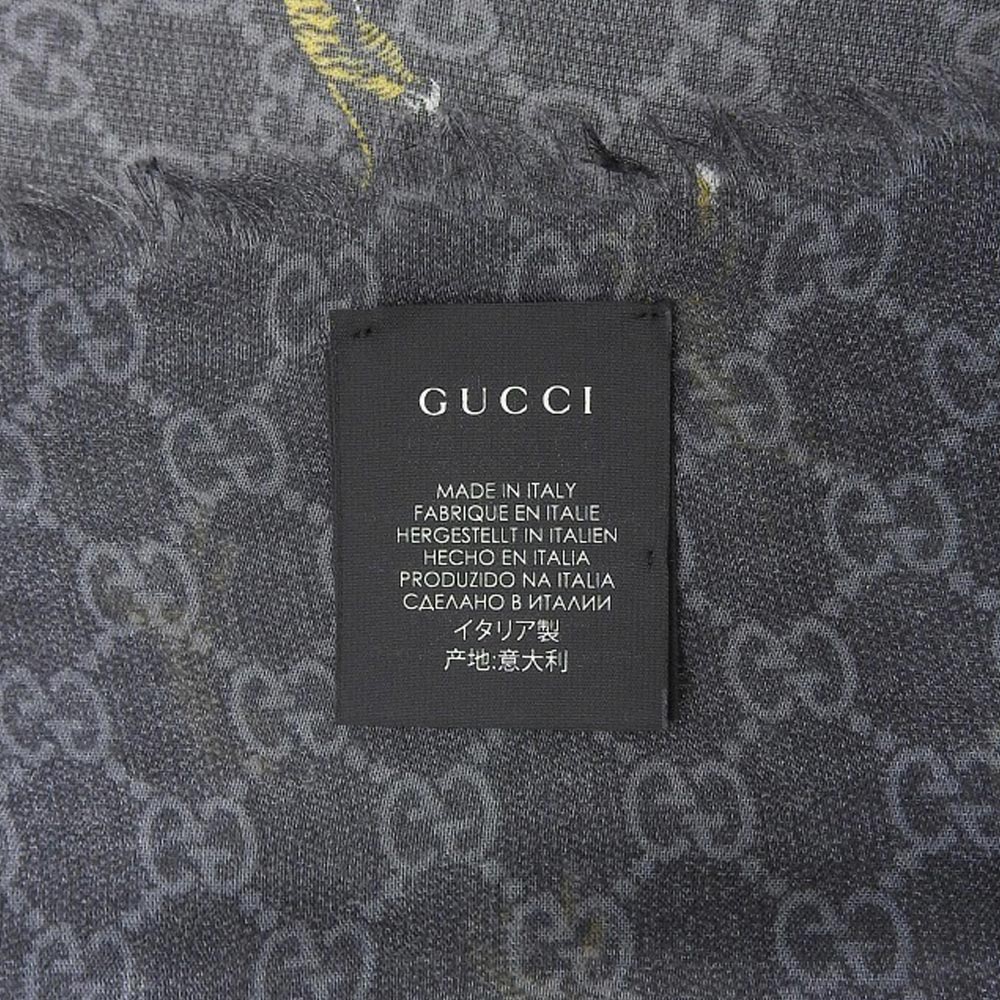 GUCCI
MADE IN ITALY
FABRIQUE EN ITALIE
HERGESTELLT IN ITALIEN
HECHO EN ITALIA
PRODUZIDO NA ITALIA
СДЕЛАНО В ИТАЛИИ
イタリア製
产地:意大利